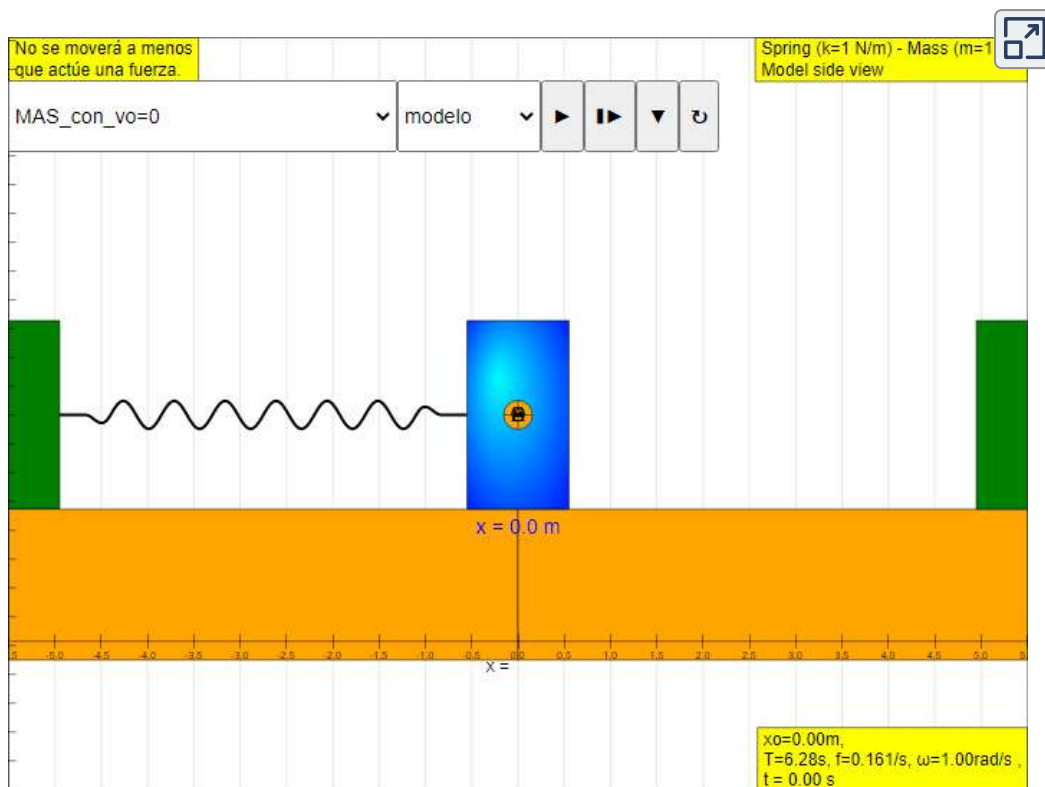 No se moverá a menos
que actúe una fuerza.
Spring (k=1 N/m) - Mass (m=1
Model side view
MAS_con_vo=0
modelo
x = 0.0 m
-5.0 -4.5 -4.0 -3.5 -3.0 -2.5 -2.0 -1.5 -1.0 -0.5 0.0 0.5 1.0 1.5 2.0 2.5 3.0 3.5 4.0 4.5 5.0
x =
xo=0.00m,
T=6.28s, f=0.161/s, ω=1.00rad/s ,
t = 0.00 s